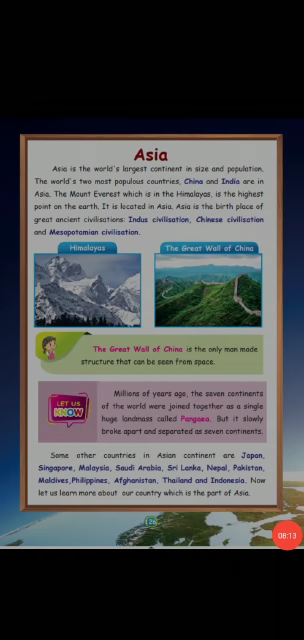 Asia
Asia is the world's largest continent in size and population.
The world's two most populous countries, China and India are in
Asia. The Mount Everest which is in the Himalayas, is the highest
point on the earth. It is located in Asia. Asia is the birth place of
great ancient civilisations: Indus civilisation, Chinese civilisation
and Mesopotamian civilisation.
Himalayas
The Great Wall of China
The Great Wall of China is the only man made
structure that can be seen from space.
LET US
KNOW
Millions of years ago, the seven continents
of the world were joined together as a single
huge landmass called Pangaea. But it slowly
broke apart and separated as seven continents.
Some other countries in Asian continent are Japan,
Singapore, Malaysia, Saudi Arabia, Sri Lanka, Nepal, Pakistan,
Maldives,Philippines, Afghanistan, Thailand and Indonesia. Now
let us learn more about our country which is the part of Asia.
126
08:13